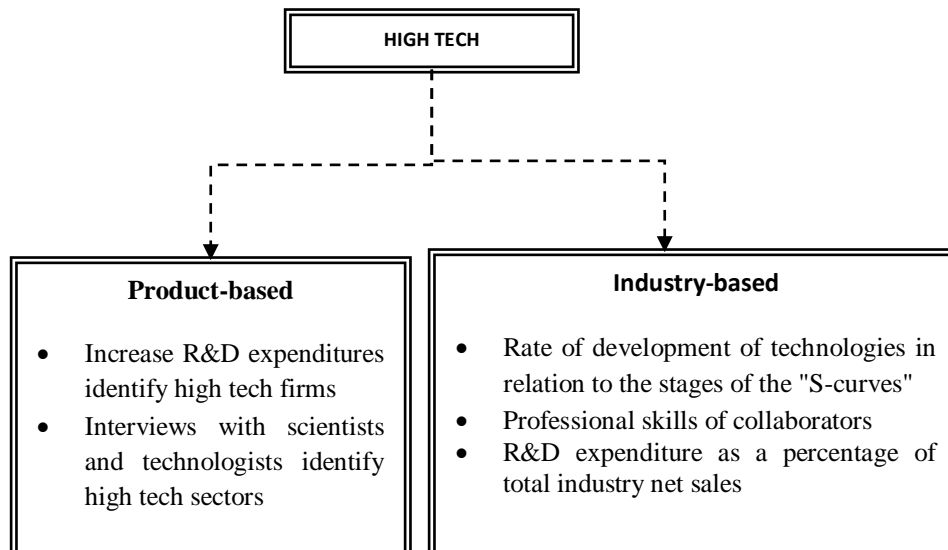 HIGH TECH
Product-based
• Increase R&D expenditures
identify high tech firms
• Interviews with scientists
and technologists identify
high tech sectors
Industry-based
• Rate of development of technologies in
relation to the stages of the "S-curves"
• Professional skills of collaborators
• R&D expenditure as a percentage of
total industry net sales